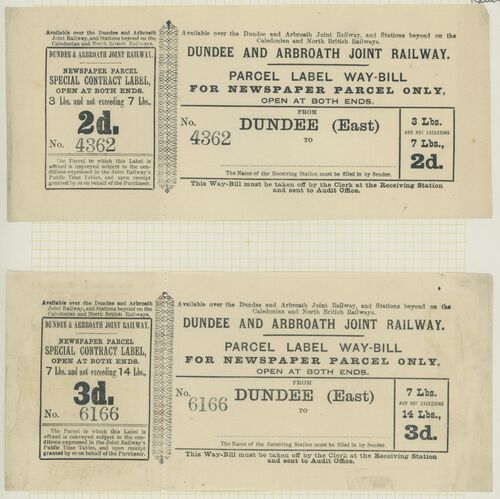 Available over the Dundee and Arbroath
Joint Railway, and Stations beyond on the
Caledonian and North British Railways.
DUNDEE & ARBROATH JOINT RAILWAY.
NEWSPAPER PARCEL
SPECIAL CONTRACT LABEL,
OPEN AT BOTH ENDS.
3 Lbs. and not exceeding 7 Lbs.,
2d.
No. 4362
The Parcel to which this Label is
affixed is conveyed subject to the con-
ditions expressed in the Joint Railway's
Public Time Tables, and upon receipt
granted by or on behalf of the Purchaser.
Available over the Dundee and Arbroath Joint Railway, and Stations beyond on the
Caledonian and North British Railways.
DUNDEE AND ARBROATH JOINT RAILWAY.
PARCEL LABEL WAY-BILL
FOR NEWSPAPER PARCEL ONLY,
OPEN AT BOTH ENDS.
No. 4362
FROM
DUNDEE (East)
TO
The Name of the Receiving Station must be filled in by Sender.
3 Lbs.
AND NOT EXCEEDING
7 Lbs.,
2d.
This Way-Bill must be taken off by the Clerk at the Receiving Station
and sent to Audit Office.
Available over the Dundee and Arbroath
Joint Railway, and Stations beyond on the
Caledonian and North British Railways.
DUNDEE & ARBROATH JOINT RAILWAY.
NEWSPAPER PARCEL
SPECIAL CONTRACT LABEL,
OPEN AT BOTH ENDS.
7 Lbs. and not exceeding 14 Lbs.,
3d.
No. 6166
The Parcel to which this Label is
affixed is conveyed subject to the con-
ditions expressed in the Joint Railway's
Public Time Tables, and upon receipt
granted by or on behalf of the Purchaser.
Available over the Dundee and Arbroath Joint Railway, and Stations beyond on the
Caledonian and North British Railways.
DUNDEE AND ARBROATH JOINT RAILWAY.
PARCEL LABEL WAY-BILL
FOR NEWSPAPER PARCEL ONLY,
OPEN AT BOTH ENDS.
No. 6166
FROM
DUNDEE (East)
TO
The Name of the Receiving Station must be filled in by Sender.
7 Lbs.
AND NOT EXCEEDING
14 Lbs.,
3d.
This Way-Bill must be taken off by the Clerk at the Receiving Station
and sent to Audit Office.